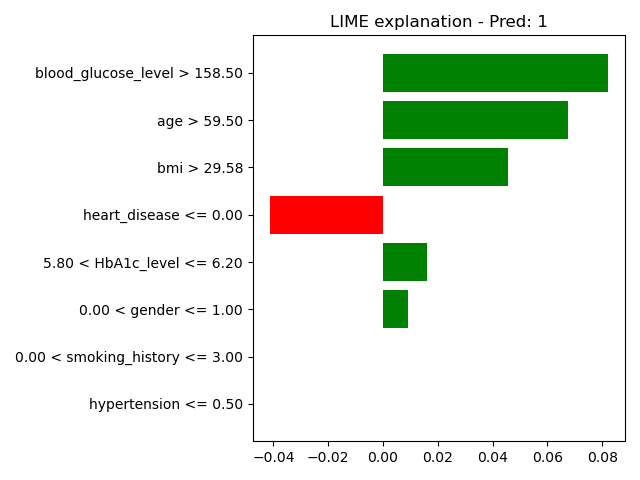 LIME explanation - Pred: 1
blood_glucose_level > 158.50
age > 59.50
bmi > 29.58
heart_disease <= 0.00
5.80 < HbA1c_level <= 6.20
0.00 < gender <= 1.00
0.00 < smoking_history <= 3.00
hypertension <= 0.50
−0.04 −0.02 0.00 0.02 0.04 0.06 0.08